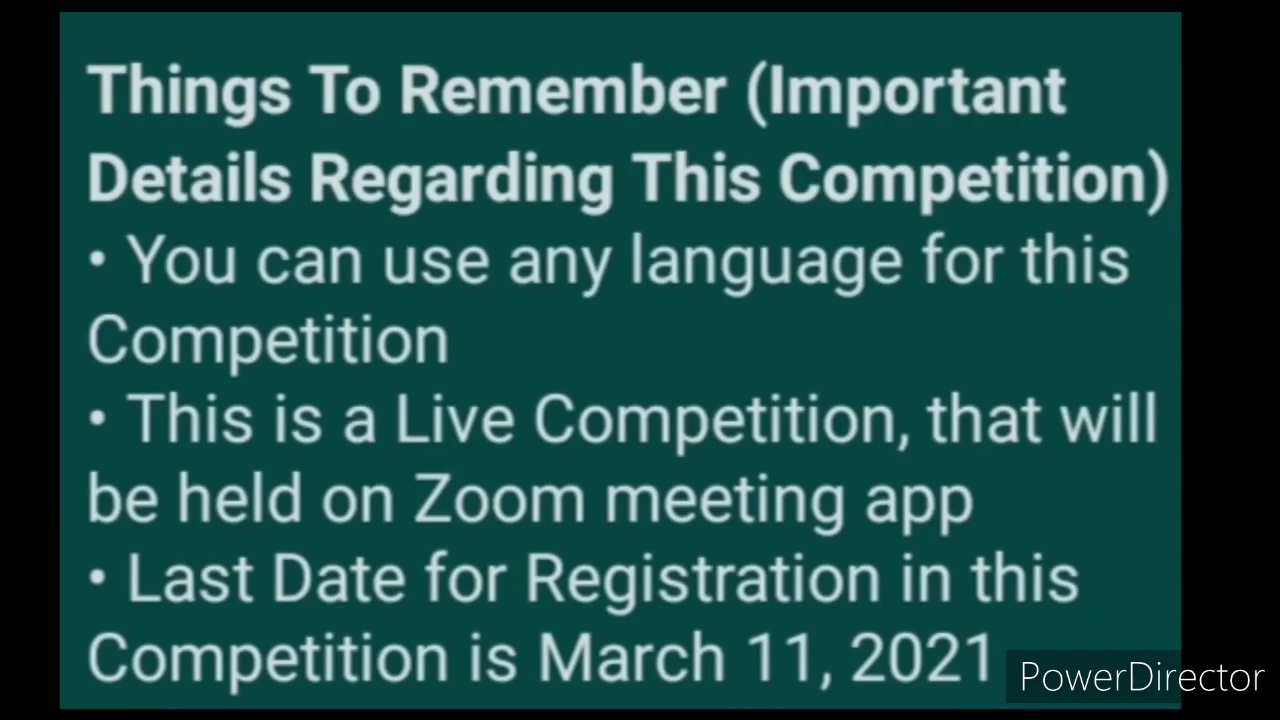 Things To Remember (Important
Details Regarding This Competition)
• You can use any language for this
Competition
• This is a Live Competition, that will
be held on Zoom meeting app
• Last Date for Registration in this
Competition is March 11, 2021
PowerDirector